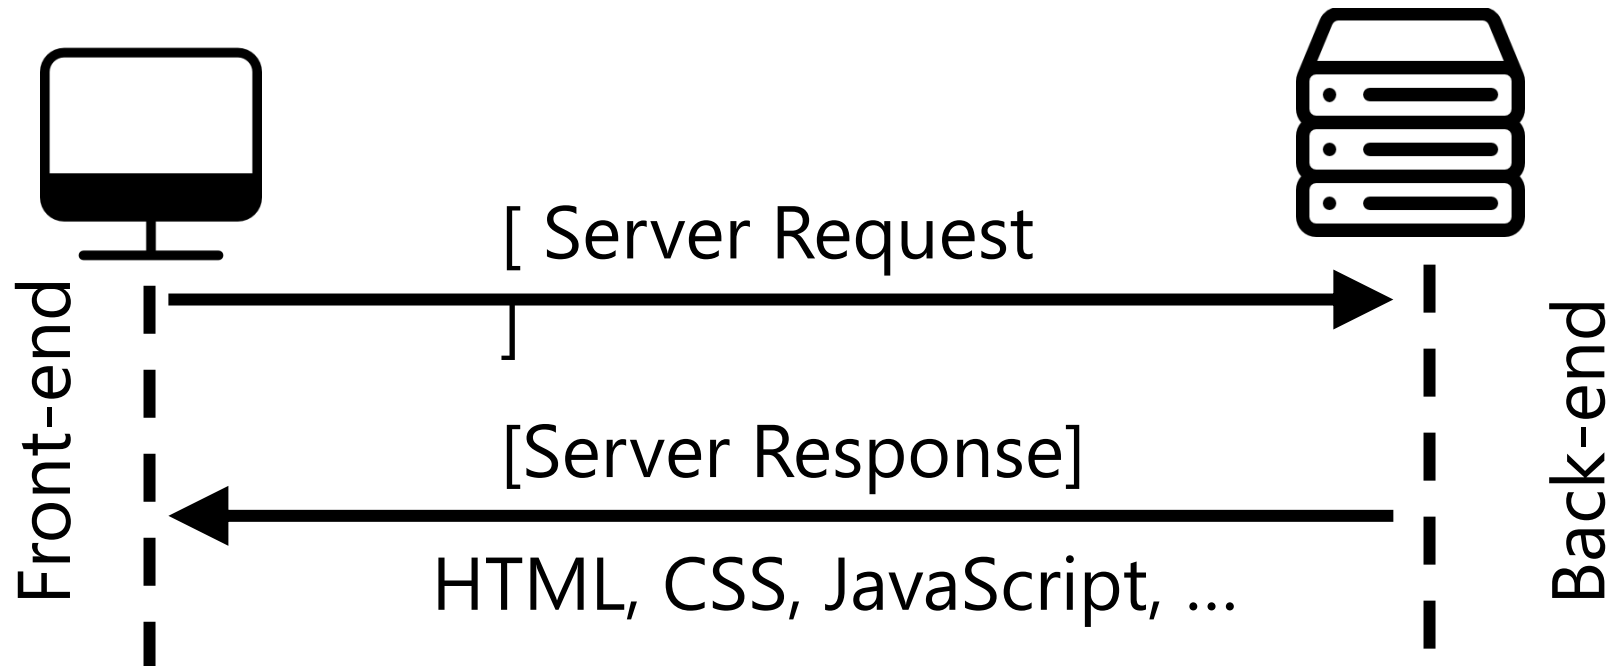 [ Server Request
]
[Server Response]
HTML, CSS, JavaScript, ...
Front-end
Back-end